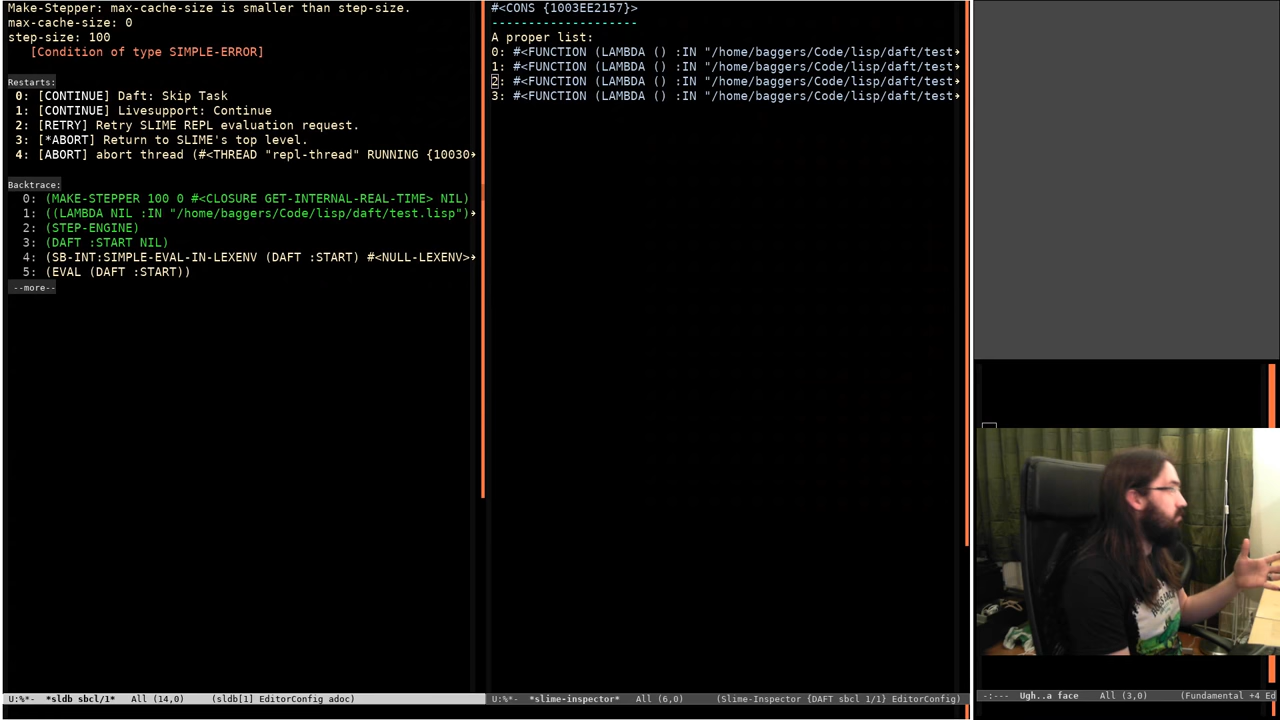 Make-Stepper: max-cache-size is smaller than step-size.
max-cache-size: 0
step-size: 100
[Condition of type SIMPLE-ERROR]
Restarts:
0: [CONTINUE] Daft: Skip Task
1: [CONTINUE] Livesupport: Continue
2: [RETRY] Retry SLIME REPL evaluation request.
3: [*ABORT] Return to SLIME's top level.
4: [ABORT] abort thread (#<THREAD "repl-thread" RUNNING {10030
Backtrace:
0: (MAKE-STEPPER 100 0 #<CLOSURE GET-INTERNAL-REAL-TIME> NIL)
1: ((LAMBDA NIL :IN "/home/baggers/Code/lisp/daft/test.lisp")
2: (STEP-ENGINE)
3: (DAFT :START NIL)
4: (SB-INT:SIMPLE-EVAL-IN-LEXENV (DAFT :START) #<NULL-LEXENV>
5: (EVAL (DAFT :START))
--more--
U:%*- *sldb sbcl/1* All (14,0) (sldb[1] EditorConfig adoc)
#<CONS {1003EE2157}>
--------------------
A proper list:
0: #<FUNCTION (LAMBDA () :IN "/home/baggers/Code/lisp/daft/test
1: #<FUNCTION (LAMBDA () :IN "/home/baggers/Code/lisp/daft/test
2: #<FUNCTION (LAMBDA () :IN "/home/baggers/Code/lisp/daft/test
3: #<FUNCTION (LAMBDA () :IN "/home/baggers/Code/lisp/daft/test
U:%*- *slime-inspector* All (6,0) (Slime-Inspector {DAFT sbcl 1/1} EditorConfig)
-:--- Ugh..a face All (3,0) (Fundamental +4 Ed